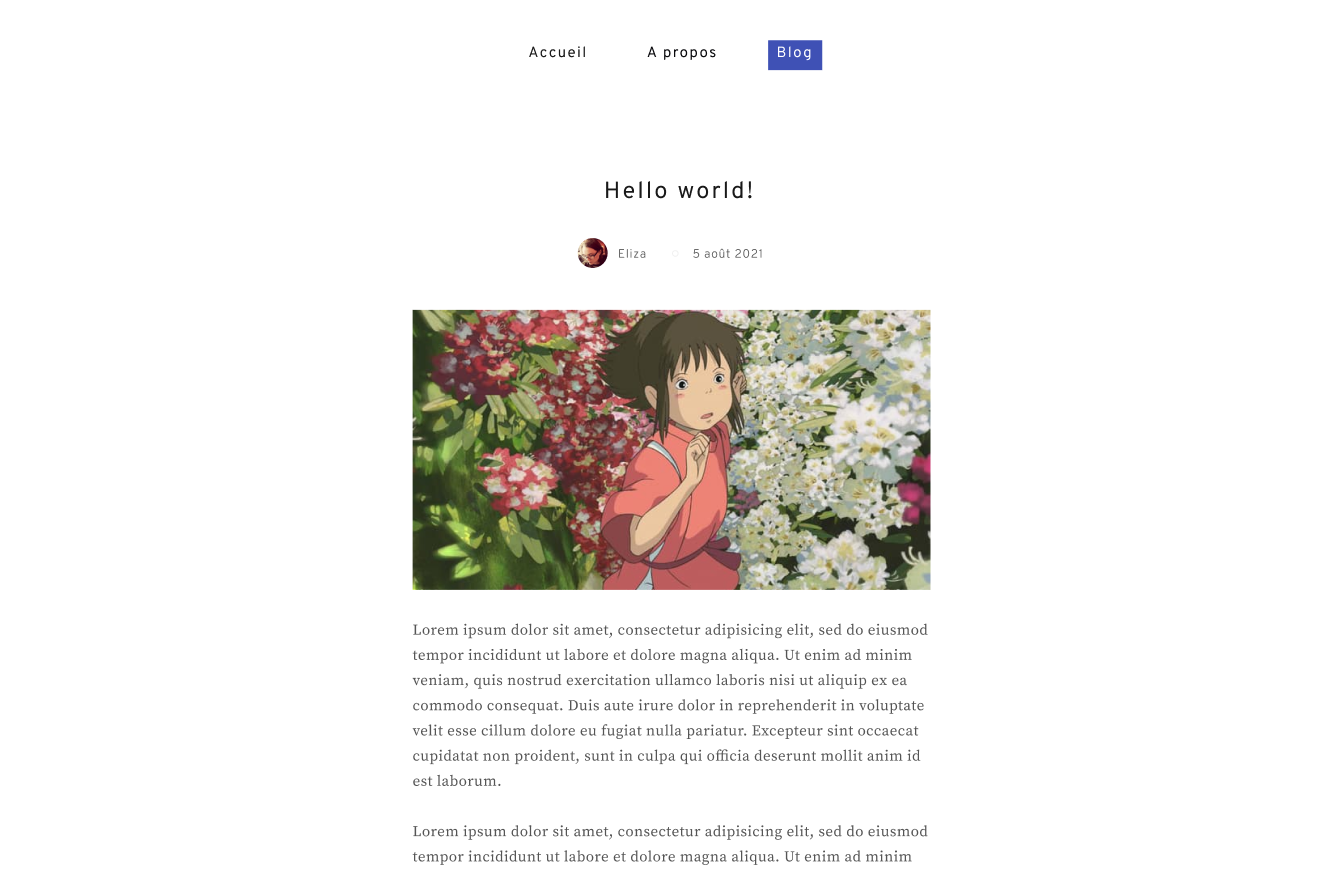 Accueil A propos Blog
Hello world!
Eliza 5 août 2021
Lorem ipsum dolor sit amet, consectetur adipisicing elit, sed do eiusmod
tempor incididunt ut labore et dolore magna aliqua. Ut enim ad minim
veniam, quis nostrud exercitation ullamco laboris nisi ut aliquip ex ea
commodo consequat. Duis aute irure dolor in reprehenderit in voluptate
velit esse cillum dolore eu fugiat nulla pariatur. Excepteur sint occaecat
cupidatat non proident, sunt in culpa qui officia deserunt mollit anim id
est laborum.
Lorem ipsum dolor sit amet, consectetur adipisicing elit, sed do eiusmod
tempor incididunt ut labore et dolore magna aliqua. Ut enim ad minim